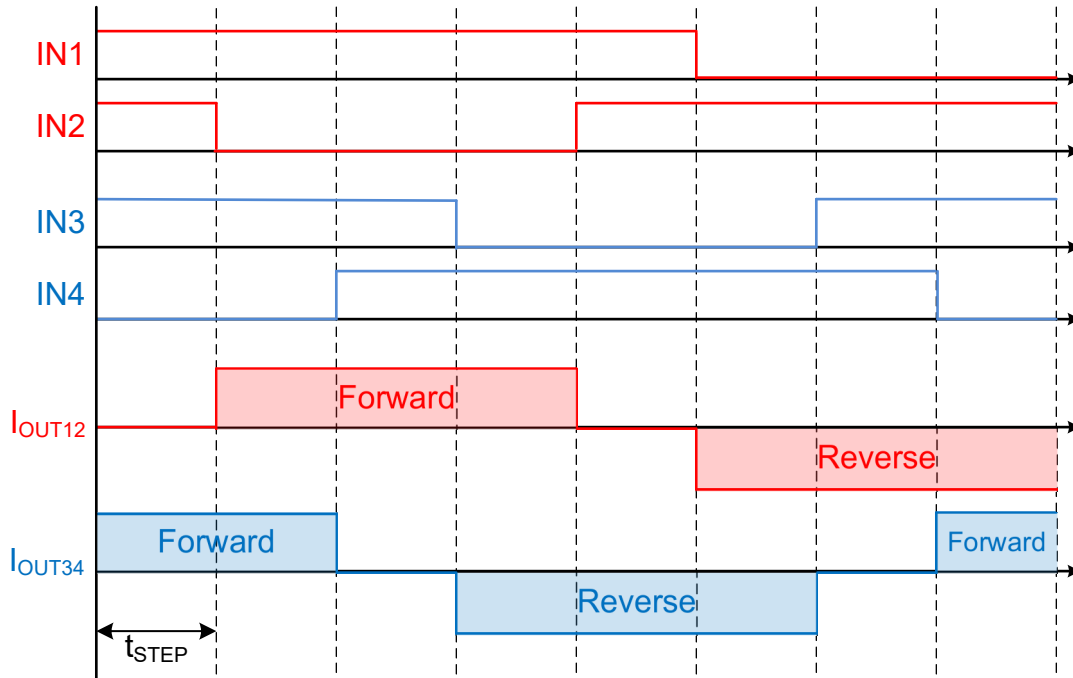 IN1
IN2
IN3
IN4
Forward
IOUT12
Reverse
Forward
Forward
IOUT34
Reverse
tSTEP